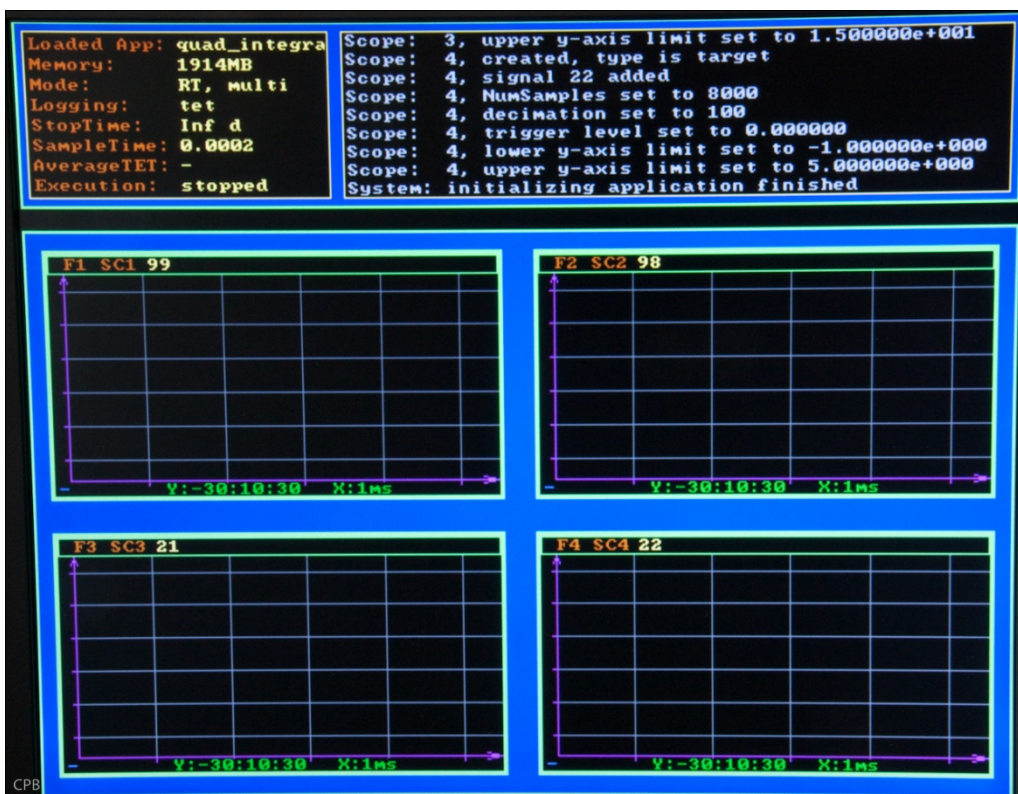 Loaded App: quad_integra
Memory: 1914MB
Mode: RT, multi
Logging: tet
StopTime: Inf d
SampleTime: 0.0002
AverageTET: -
Execution: stopped
Scope: 3, upper y-axis limit set to 1.500000e+001
Scope: 4, created, type is target
Scope: 4, signal 22 added
Scope: 4, NumSamples set to 8000
Scope: 4, decimation set to 100
Scope: 4, trigger level set to 0.000000
Scope: 4, lower y-axis limit set to -1.000000e+000
Scope: 4, upper y-axis limit set to 5.000000e+000
System: initializing application finished
F1 SC1 99
Y:-30:10:30 X:1ms
F2 SC2 98
Y:-30:10:30 X:1ms
F3 SC3 21
Y:-30:10:30 X:1ms
F4 SC4 22
Y:-30:10:30 X:1ms
CPB